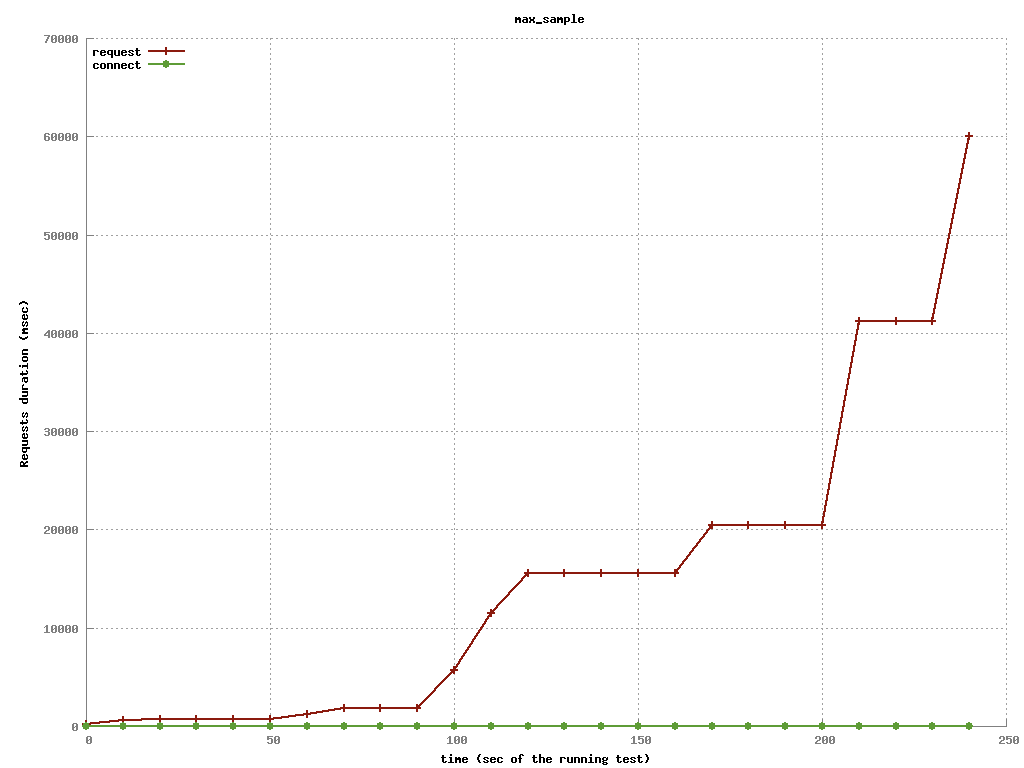 max_sample
70000
request
connect
60000
50000
40000
30000
20000
10000
0
Requests duration (msec)
0 50 100 150 200 250
time (sec of the running test)